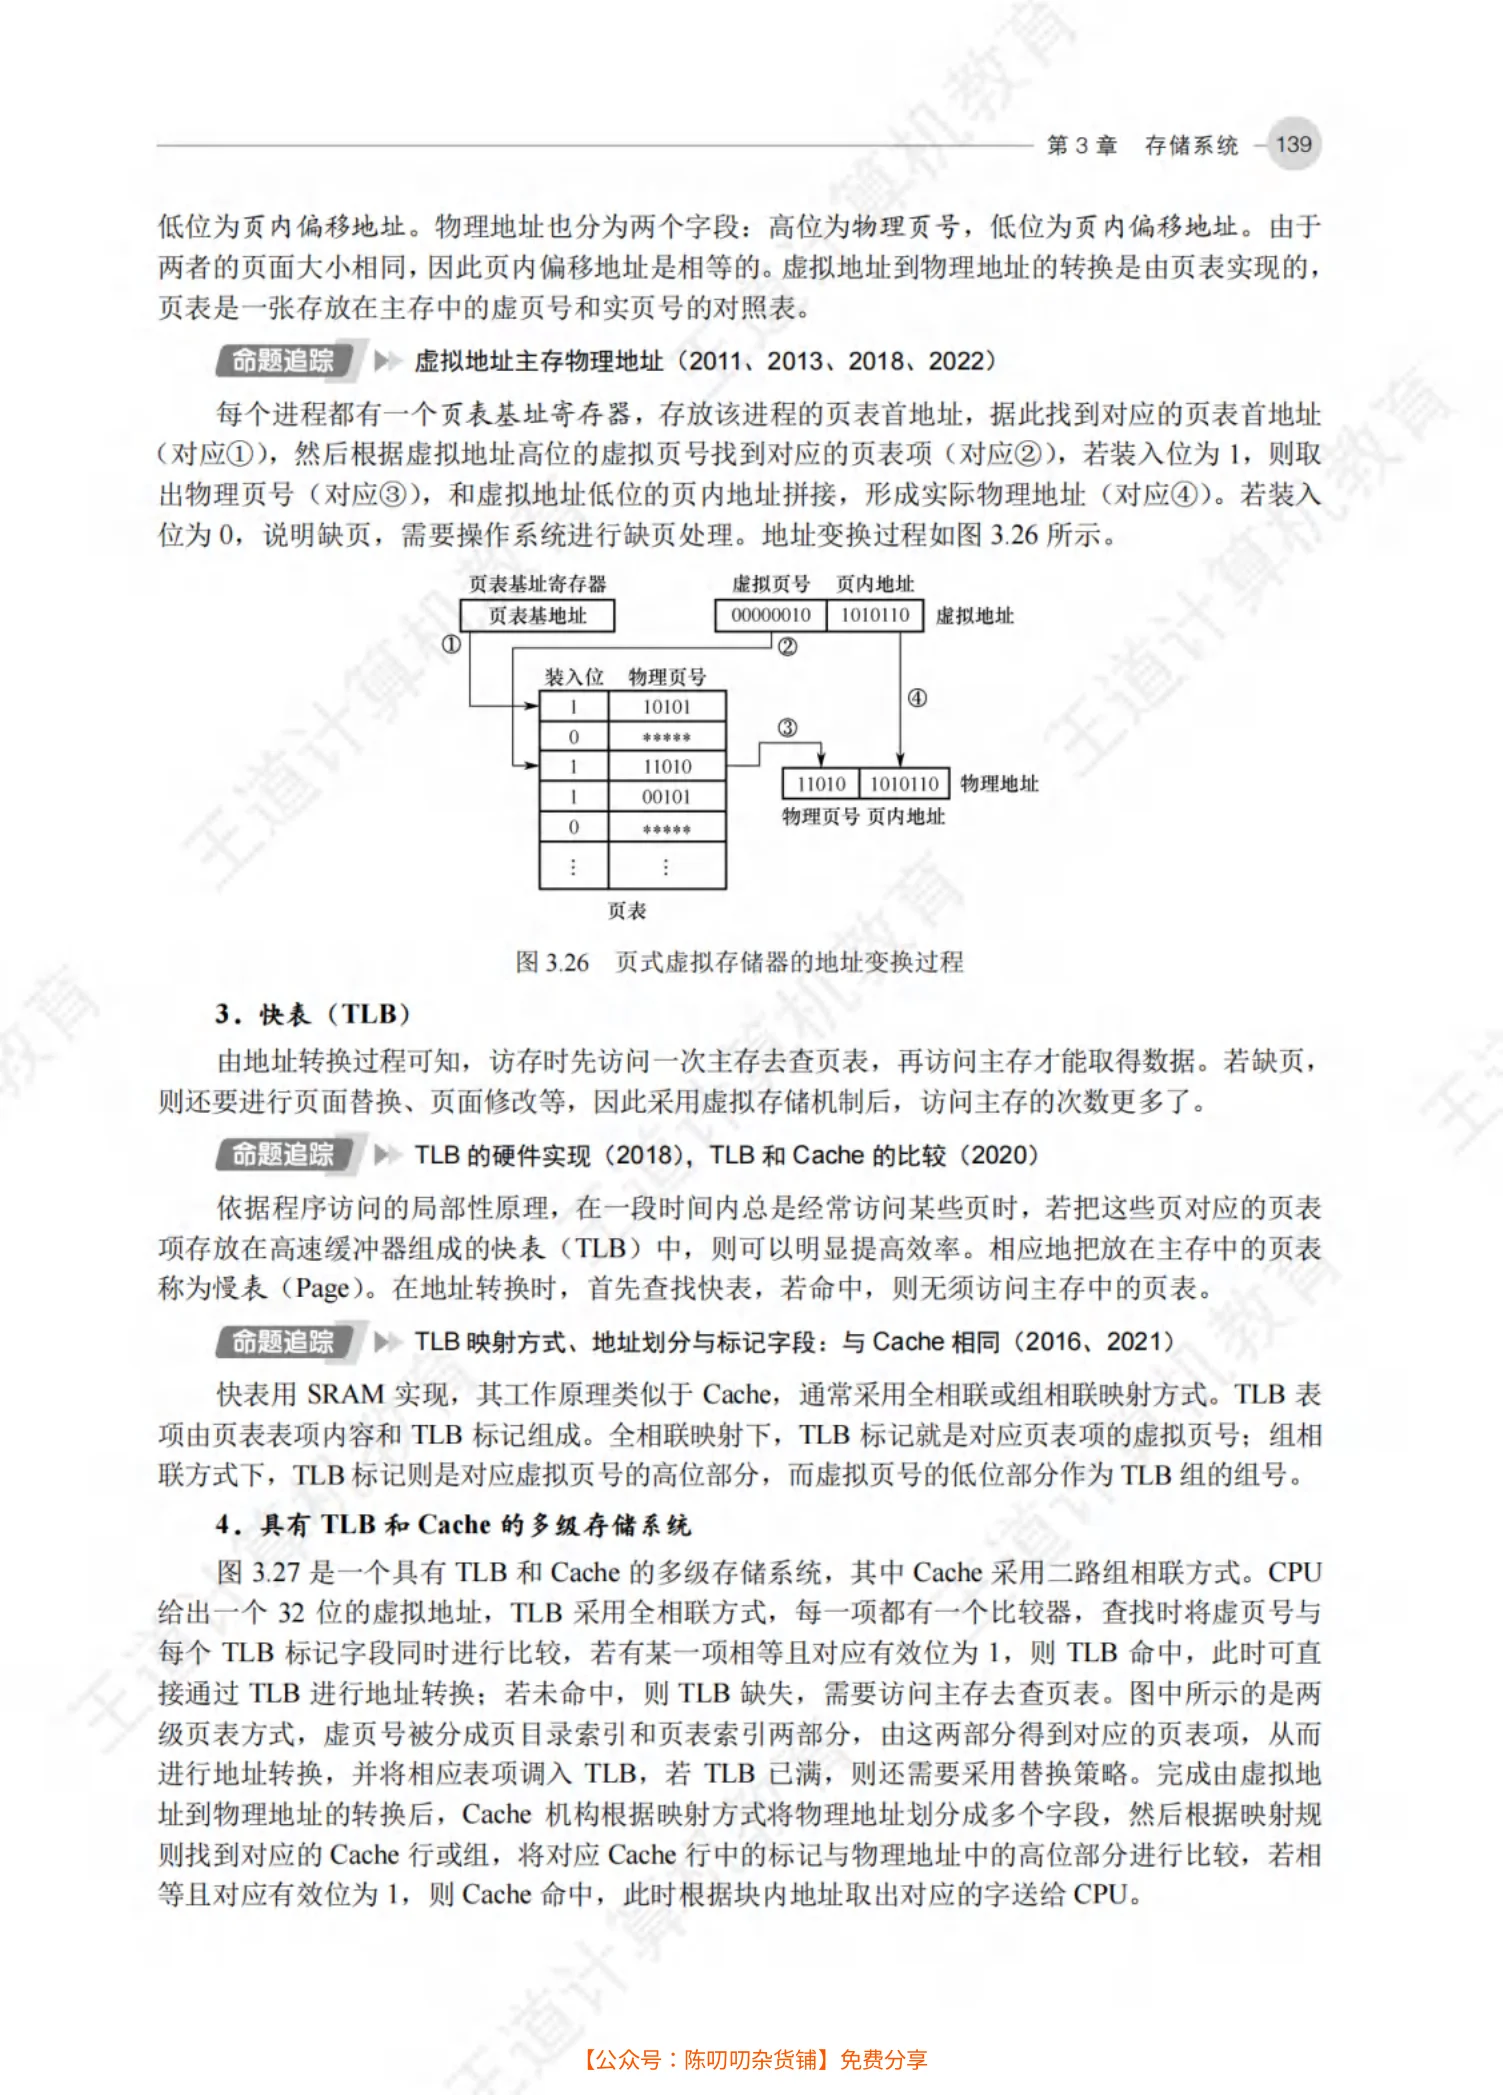 第 3 章 存储系统 139
低位为页内偏移地址。物理地址也分为两个字段：高位为物理页号，低位为页内偏移地址。由于
两者的页面大小相同，因此页内偏移地址是相等的。虚拟地址到物理地址的转换是由页表实现的，
页表是一张存放在主存中的虚页号和实页号的对照表。
命题追踪 虚拟地址主存物理地址（2011、2013、2018、2022）
每个进程都有一个页表基址寄存器，存放该进程的页表首地址，据此找到对应的页表首地址
（对应①），然后根据虚拟地址高位的虚拟页号找到对应的页表项（对应②），若装入位为 1，则取
出物理页号（对应③），和虚拟地址低位的页内地址拼接，形成实际物理地址（对应④）。若装入
位为 0，说明缺页，需要操作系统进行缺页处理。地址变换过程如图 3.26 所示。
页表基址寄存器 虚拟页号 页内地址
页表基地址 00000010 1010110 虚拟地址
① ②
装入位 物理页号
④
1 10101
③
0 *****
1 11010
11010 1010110 物理地址
1 00101
物理页号 页内地址
0 *****
⋮ ⋮
页表
图 3.26 页式虚拟存储器的地址变换过程
3．快表（TLB）
由地址转换过程可知，访存时先访问一次主存去查页表，再访问主存才能取得数据。若缺页，
则还要进行页面替换、页面修改等，因此采用虚拟存储机制后，访问主存的次数更多了。
命题追踪 TLB 的硬件实现（2018），TLB 和 Cache 的比较（2020）
依据程序访问的局部性原理，在一段时间内总是经常访问某些页时，若把这些页对应的页表
项存放在高速缓冲器组成的快表（TLB）中，则可以明显提高效率。相应地把放在主存中的页表
称为慢表（Page）。在地址转换时，首先查找快表，若命中，则无须访问主存中的页表。
命题追踪 TLB 映射方式、地址划分与标记字段：与 Cache 相同（2016、2021）
快表用 SRAM 实现，其工作原理类似于 Cache，通常采用全相联或组相联映射方式。TLB 表
项由页表表项内容和 TLB 标记组成。全相联映射下，TLB 标记就是对应页表项的虚拟页号；组相
联方式下，TLB 标记则是对应虚拟页号的高位部分，而虚拟页号的低位部分作为 TLB 组的组号。
4．具有 TLB 和 Cache 的多级存储系统
图 3.27 是一个具有 TLB 和 Cache 的多级存储系统，其中 Cache 采用二路组相联方式。CPU
给出一个 32 位的虚拟地址，TLB 采用全相联方式，每一项都有一个比较器，查找时将虚页号与
每个 TLB 标记字段同时进行比较，若有某一项相等且对应有效位为 1，则 TLB 命中，此时可直
接通过 TLB 进行地址转换；若未命中，则 TLB 缺失，需要访问主存去查页表。图中所示的是两
级页表方式，虚页号被分成页目录索引和页表索引两部分，由这两部分得到对应的页表项，从而
进行地址转换，并将相应表项调入 TLB，若 TLB 已满，则还需要采用替换策略。完成由虚拟地
址到物理地址的转换后，Cache 机构根据映射方式将物理地址划分成多个字段，然后根据映射规
则找到对应的 Cache 行或组，将对应 Cache 行中的标记与物理地址中的高位部分进行比较，若相
等且对应有效位为 1，则 Cache 命中，此时根据块内地址取出对应的字送给 CPU。
【公众号：陈叨叨杂货铺】免费分享
王道计算机教育